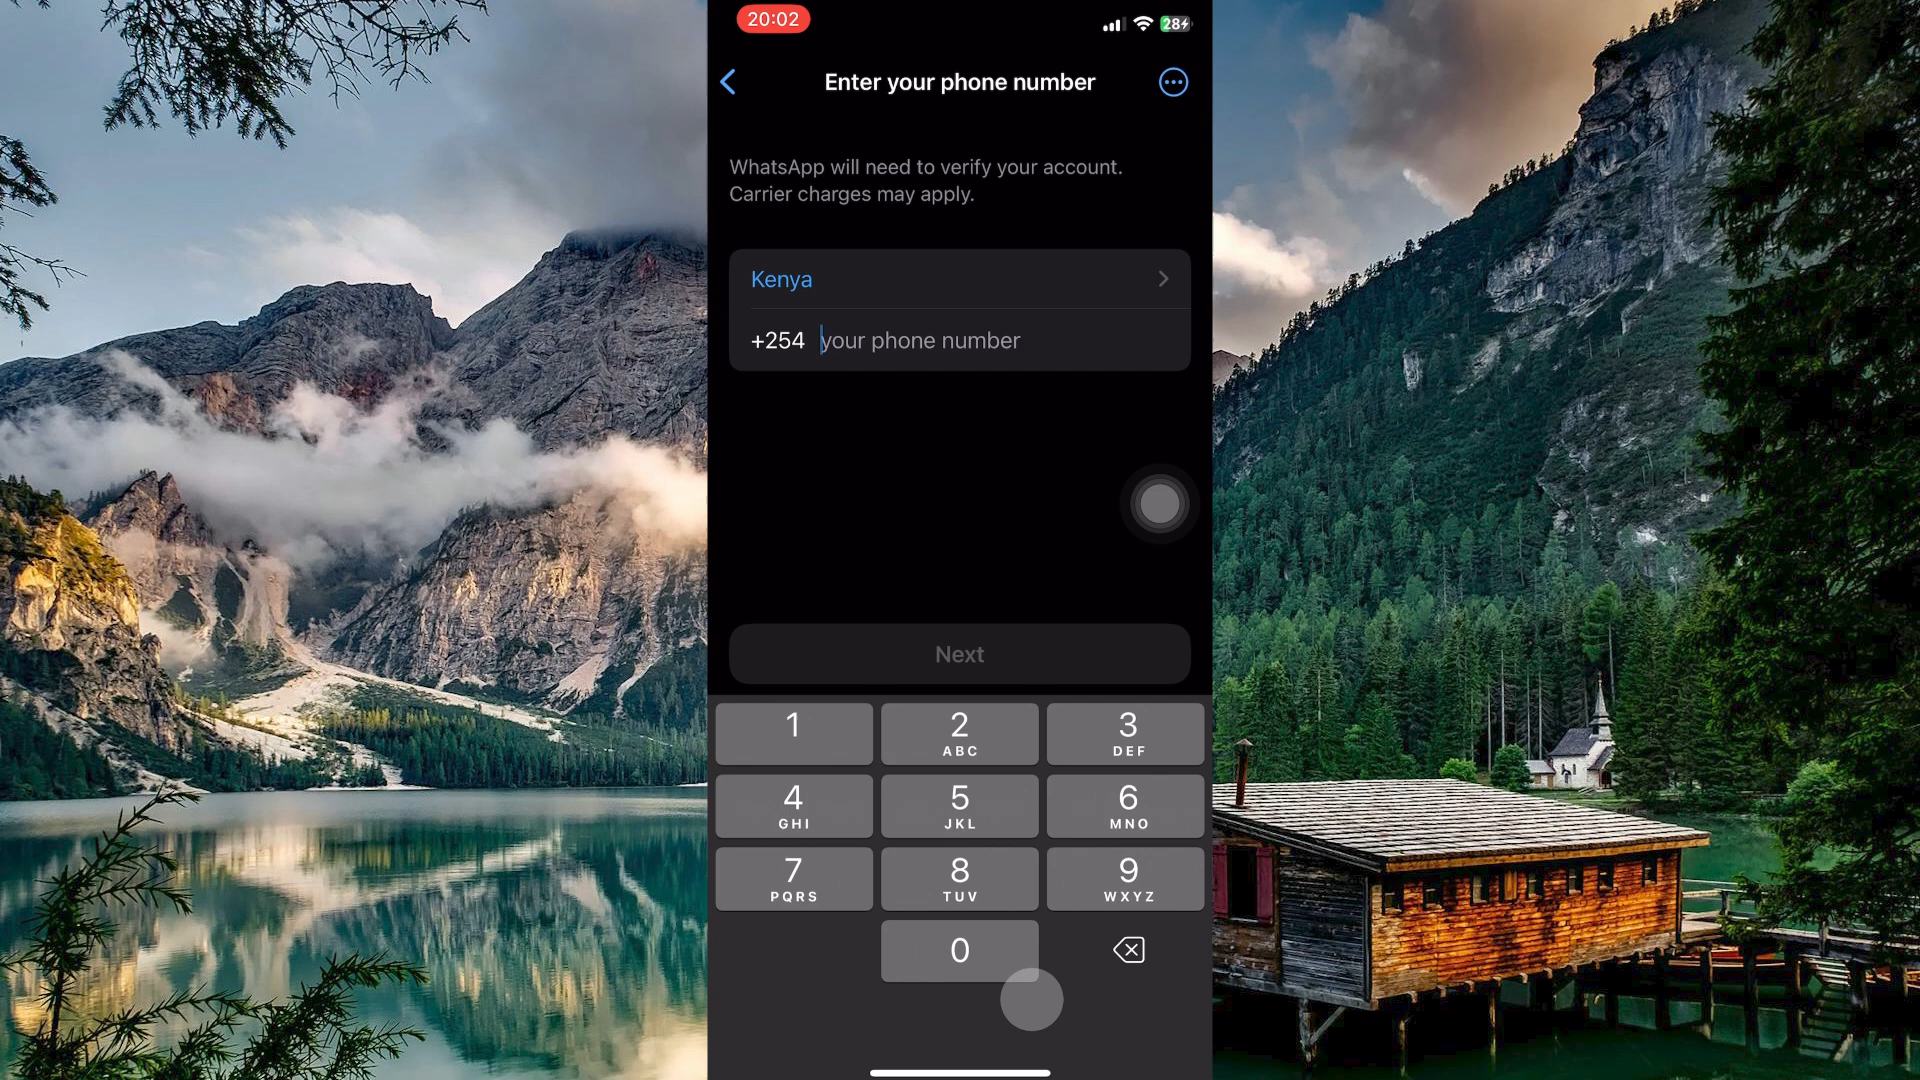 20:02
28
Enter your phone number
WhatsApp will need to verify your account.
Carrier charges may apply.
Kenya
+254 your phone number
Next
1
2
ABC
3
DEF
4
GHI
5
JKL
6
MNO
7
PQRS
8
TUV
9
WXYZ
0